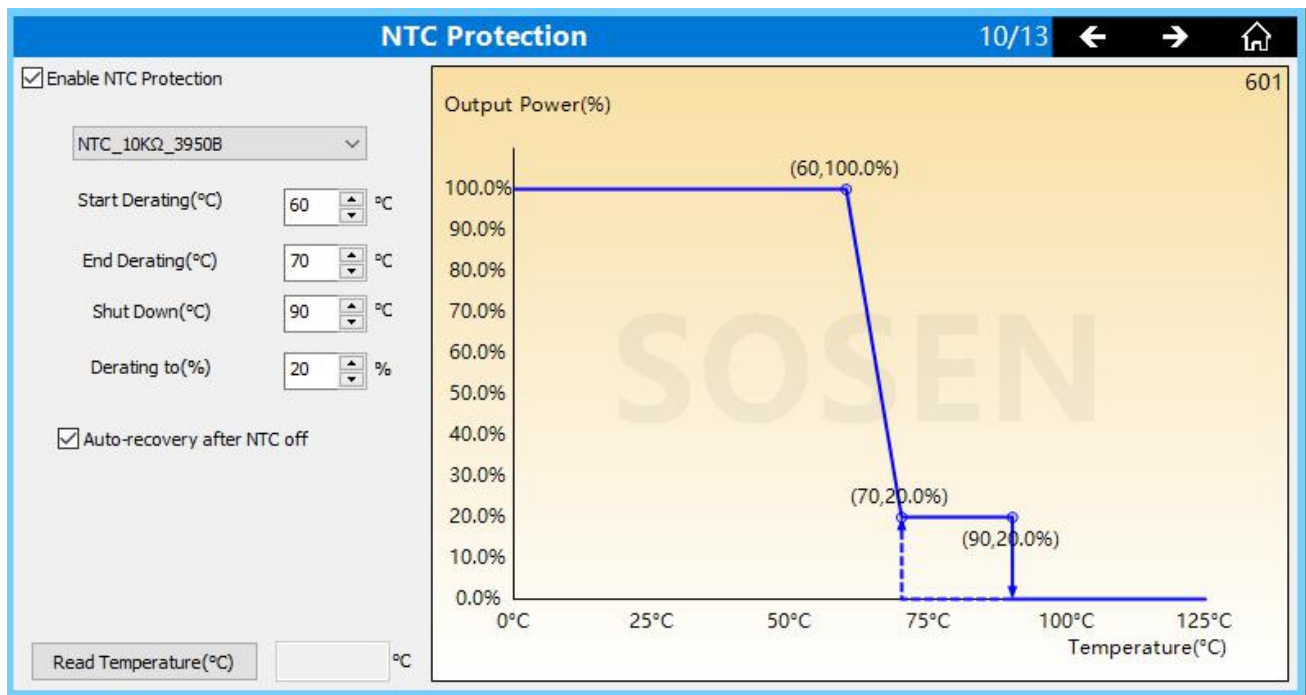 NTC Protection
10/13
Enable NTC Protection
NTC_10KΩ_3950B
Start Derating(°C) 60 °C
End Derating(°C) 70 °C
Shut Down(°C) 90 °C
Derating to(%) 20 %
Auto-recovery after NTC off
Read Temperature(°C) °C
601
Output Power(%)
(60,100.0%)
100.0%
90.0%
80.0%
70.0%
60.0%
50.0%
40.0%
30.0%
20.0%
10.0%
0.0%
SOSEN
(70,20.0%)
(90,20.0%)
0°C 25°C 50°C 75°C 100°C 125°C
Temperature(°C)